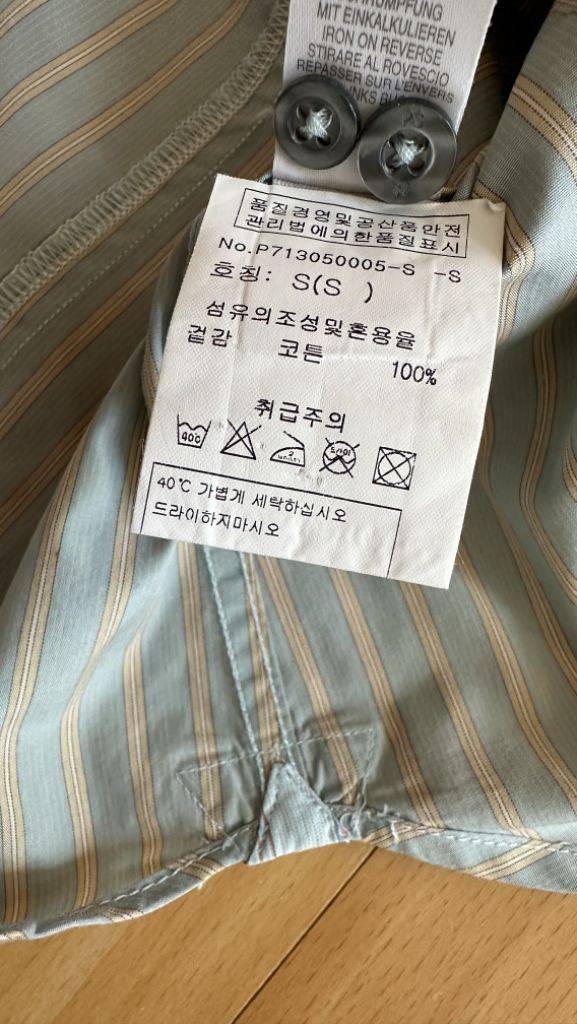 MIT EINKALKULIEREN
IRON ON REVERSE
STIRARE AL ROVESCIO
REPASSER SUR L'ENVERS
품질경영및공산품안전
관리법에의한품질표시
No.P713050005-S -S
호칭: S(S )
섬유의조성및혼용율
겉감 코튼 100%
취급주의
40℃ 가볍게 세탁하십시오
드라이하지마시오